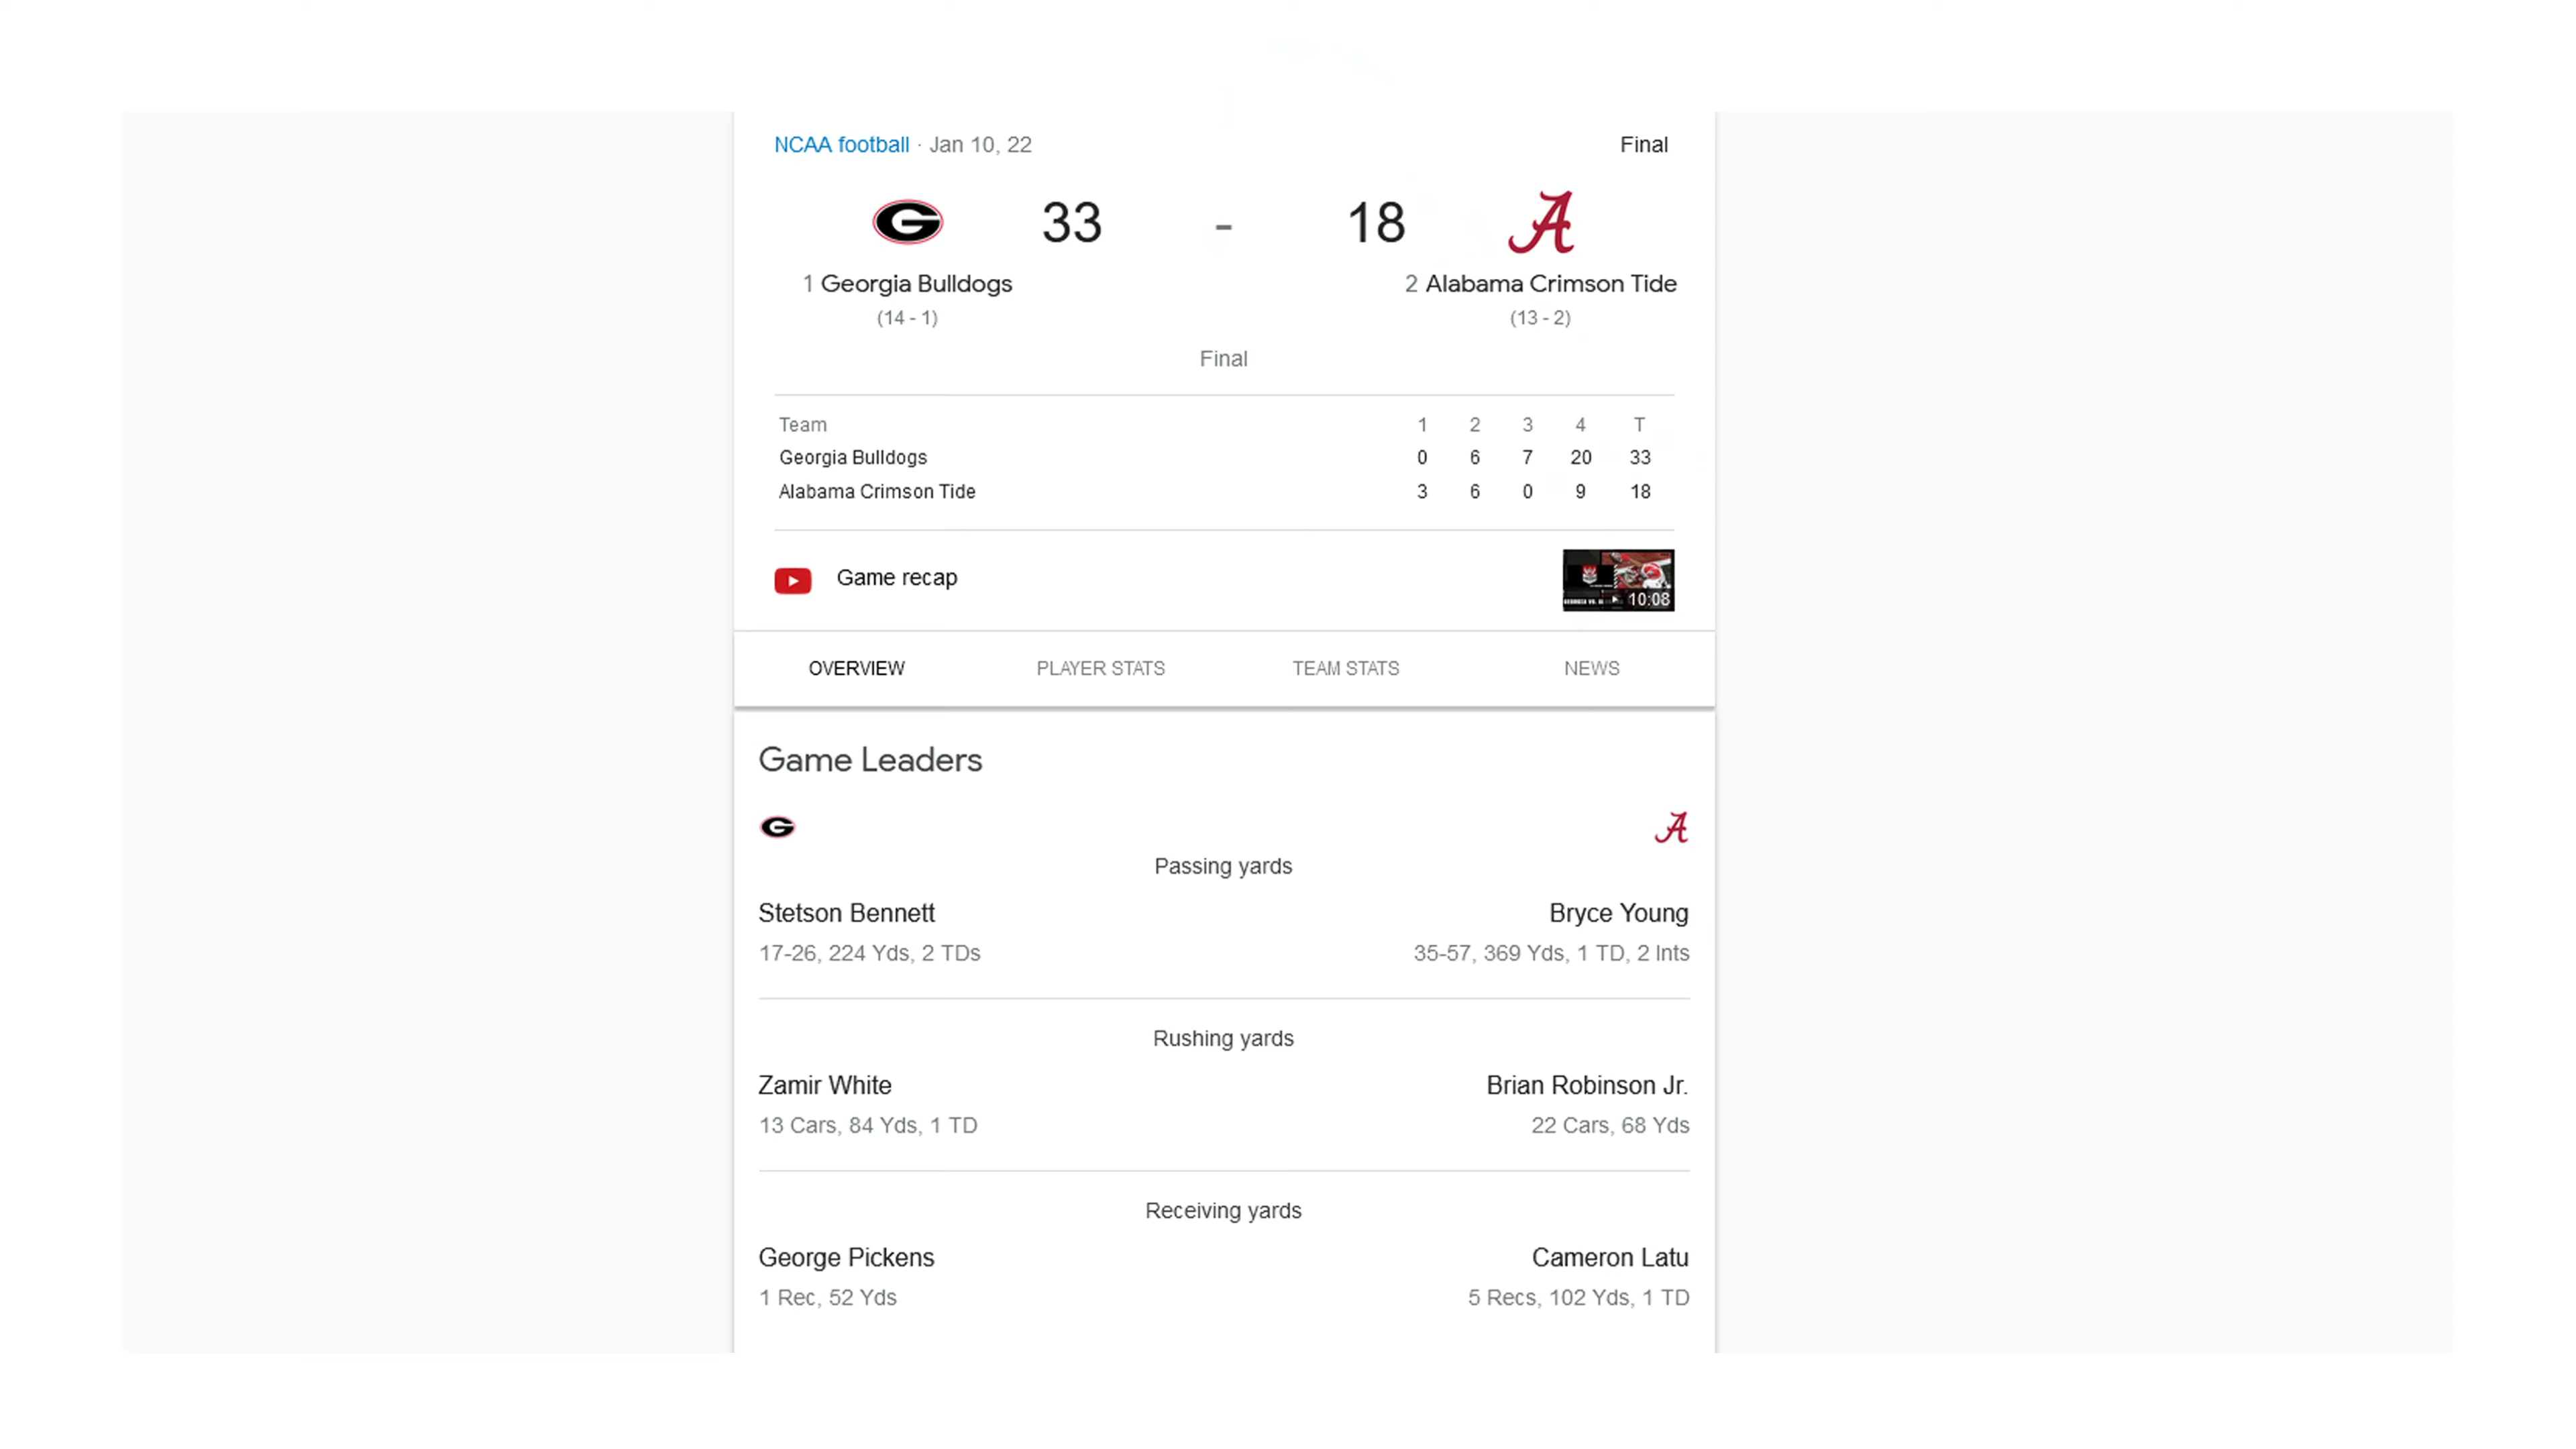 NCAA football · Jan 10, 22 Final
G 33 - 18 A
1 Georgia Bulldogs 2 Alabama Crimson Tide
(14 - 1) (13 - 2)
Final
Team 1 2 3 4 T
Georgia Bulldogs 0 6 7 20 33
Alabama Crimson Tide 3 6 0 9 18
Game recap 10:08
OVERVIEW PLAYER STATS TEAM STATS NEWS
Game Leaders
G A
Passing yards
Stetson Bennett Bryce Young
17-26, 224 Yds, 2 TDs 35-57, 369 Yds, 1 TD, 2 Ints
Rushing yards
Zamir White Brian Robinson Jr.
13 Cars, 84 Yds, 1 TD 22 Cars, 68 Yds
Receiving yards
George Pickens Cameron Latu
1 Rec, 52 Yds 5 Recs, 102 Yds, 1 TD